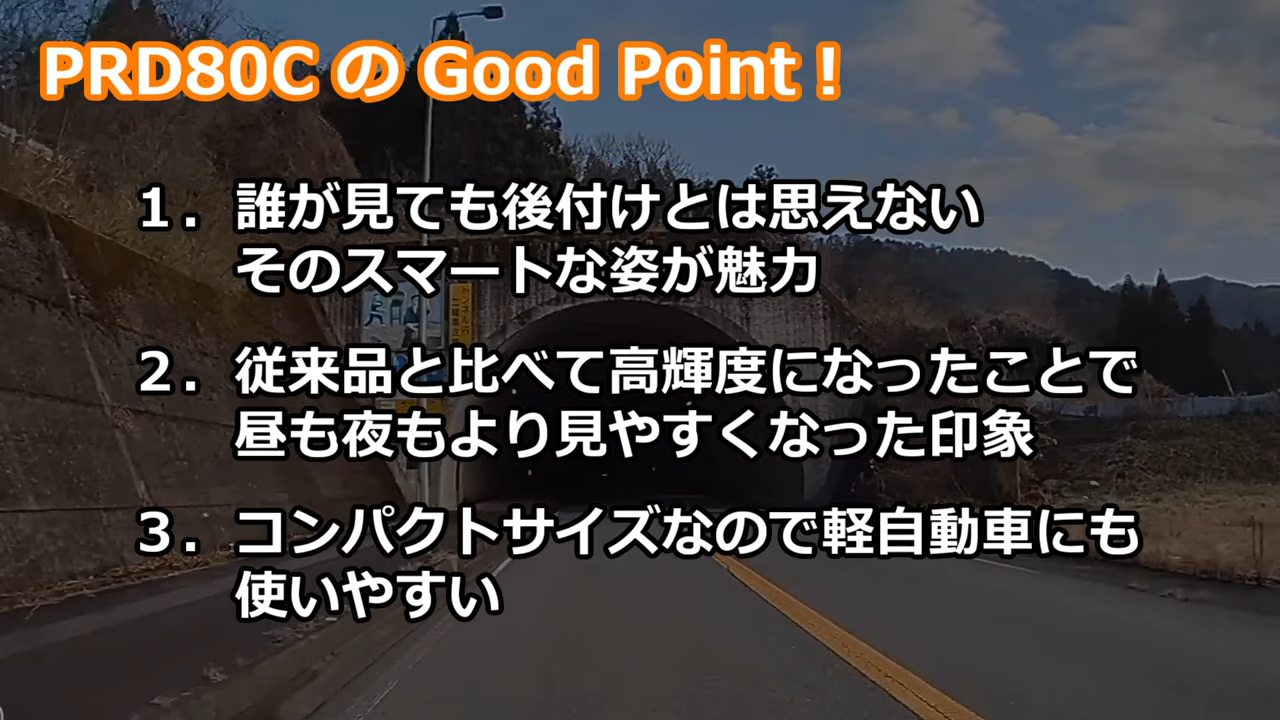 PRD80C の Good Point！
１．誰が見ても後付けとは思えない
そのスマートな姿が魅力
２．従来品と比べて高輝度になったことで
昼も夜もより見やすくなった印象
３．コンパクトサイズなので軽自動車にも
使いやすい